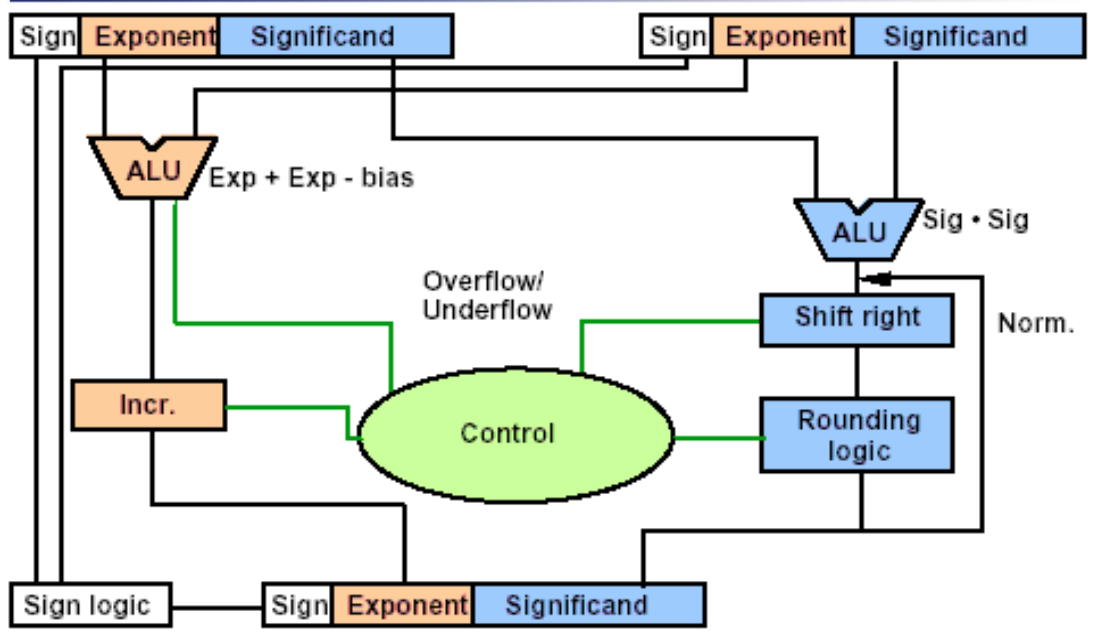 Sign Exponent Significand
Sign Exponent Significand
ALU
Exp + Exp - bias
ALU
Sig • Sig
Overflow/
Underflow
Shift right
Norm.
Incr.
Control
Rounding
logic
Sign logic
Sign Exponent Significand